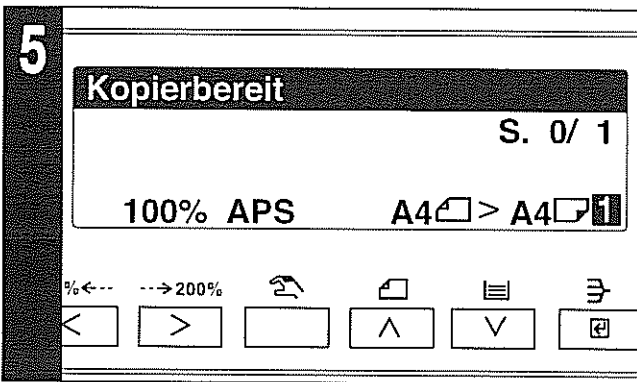 5
Kopierbereit
S. 0/ 1
100% APS A4 > A4 1
%<--- --->200%
< > ∧ ∨